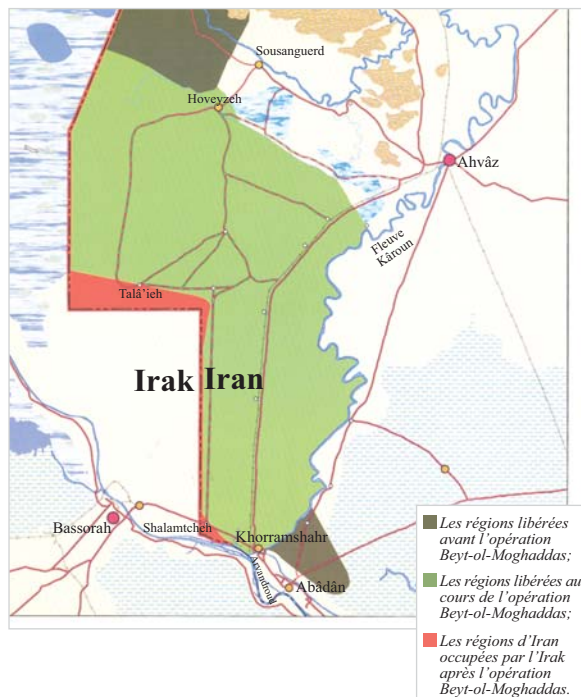 Sousanguerd
Hoveyzeh
Ahvâz
Fleuve
Kâroun
Talâ'ieh
Irak Iran
Bassorah
Shalamtcheh
Khorramshahr
Arvandroud
Abâdân
Les régions libérées
avant l'opération
Beyt-ol-Moghaddas;
Les régions libérées au
cours de l'opération
Beyt-ol-Moghaddas;
Les régions d'Iran
occupées par l'Irak
après l'opération
Beyt-ol-Moghaddas.